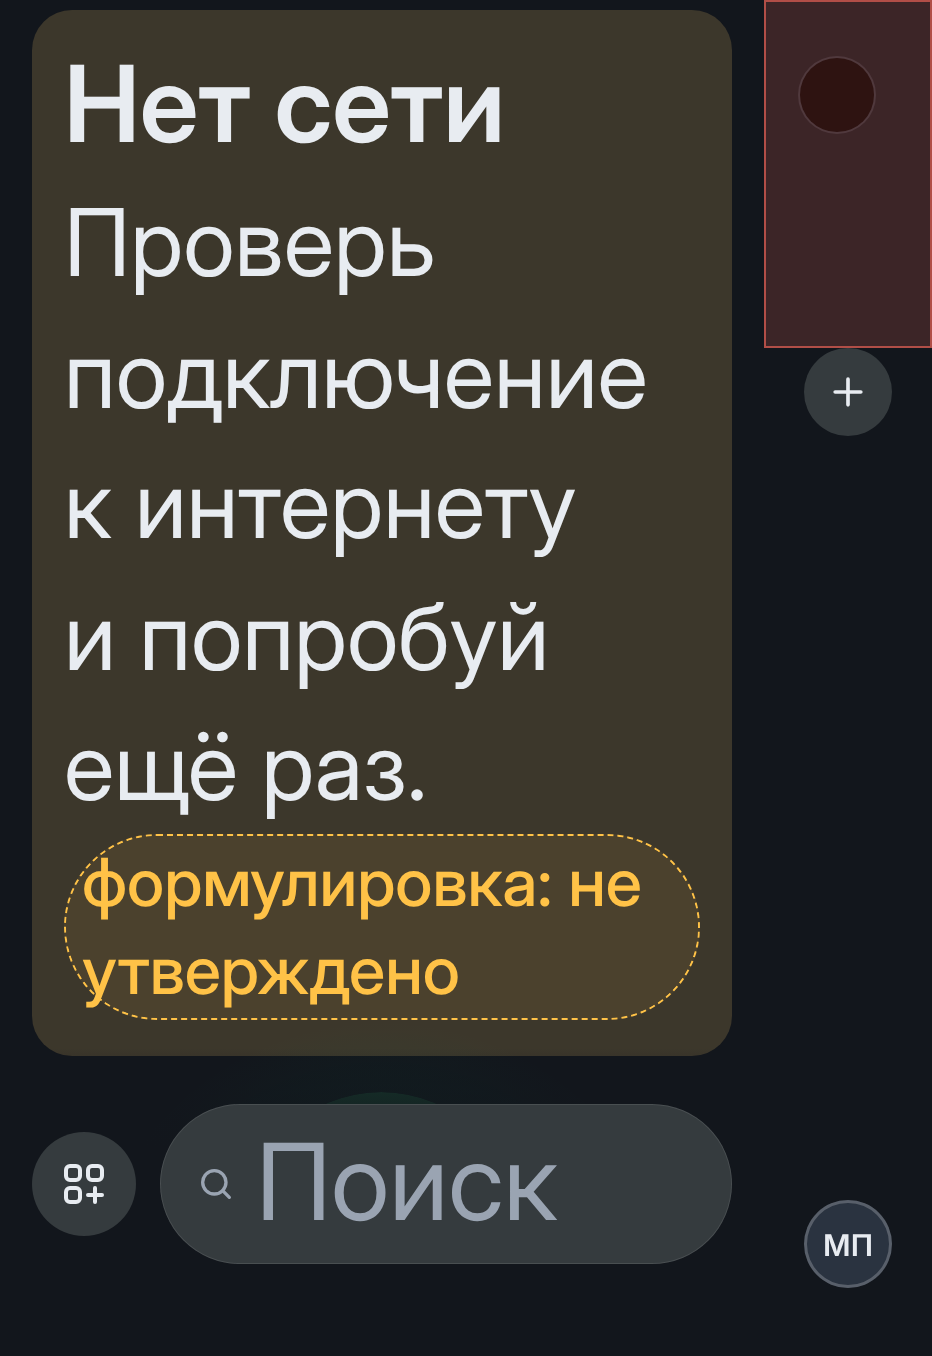 Нет сети
Проверь
подключение
к интернету
и попробуй
ещё раз.
формулировка: не
утверждено
Поиск
МП